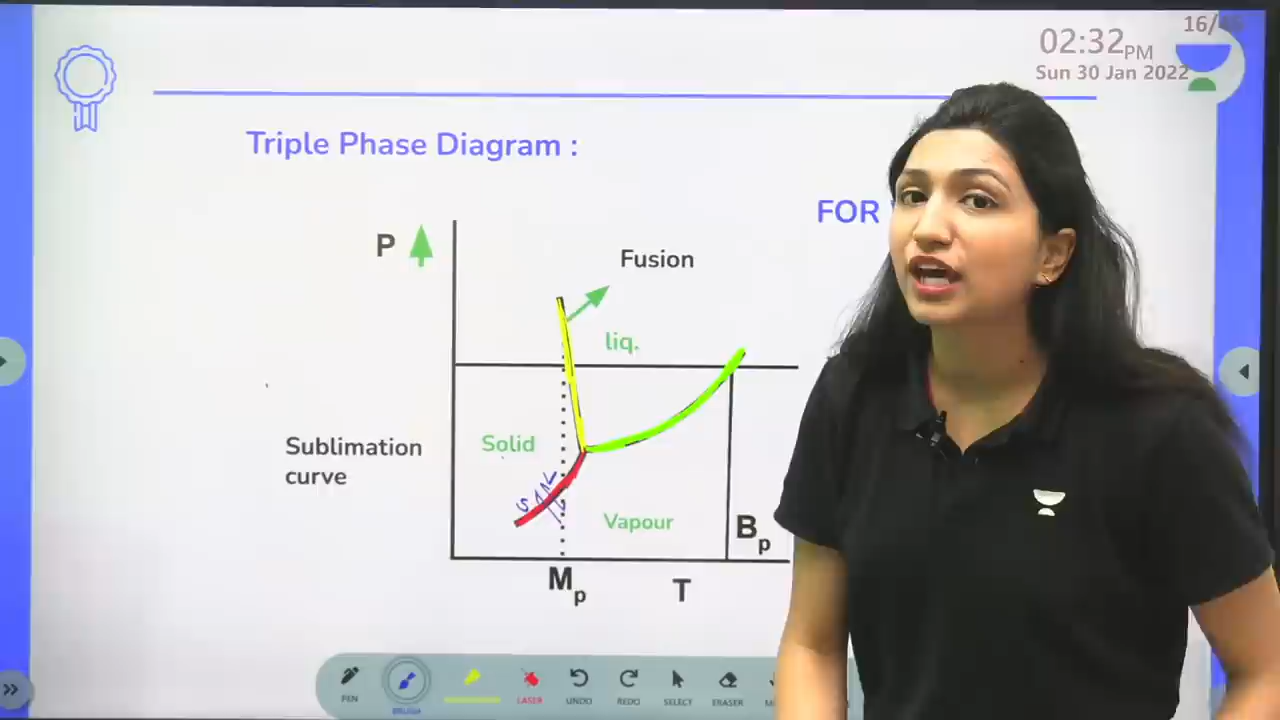 16/
02:32PM
Sun 30 Jan 2022
Triple Phase Diagram :
FOR
P
Fusion
liq.
Sublimation
curve
Solid
Vapour
Bp
Mp
T
PEN
BRUSH
LASER
UNDO
REDO
SELECT
ERASER